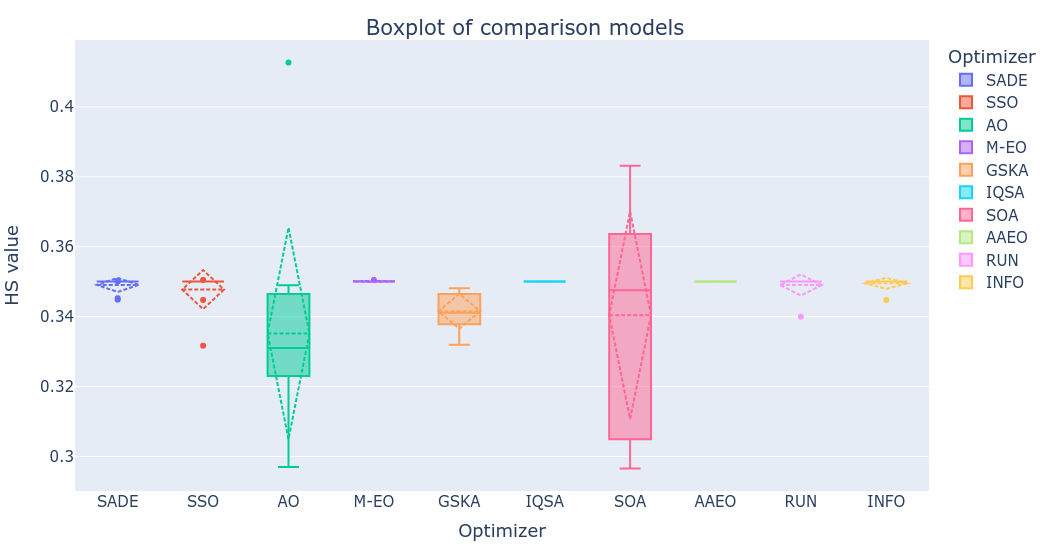 Boxplot of comparison models
HS value
0.4
0.38
0.36
0.34
0.32
0.3
SADE SSO AO M-EO GSKA IQSA SOA AAEO RUN INFO
Optimizer
Optimizer
SADE
SSO
AO
M-EO
GSKA
IQSA
SOA
AAEO
RUN
INFO